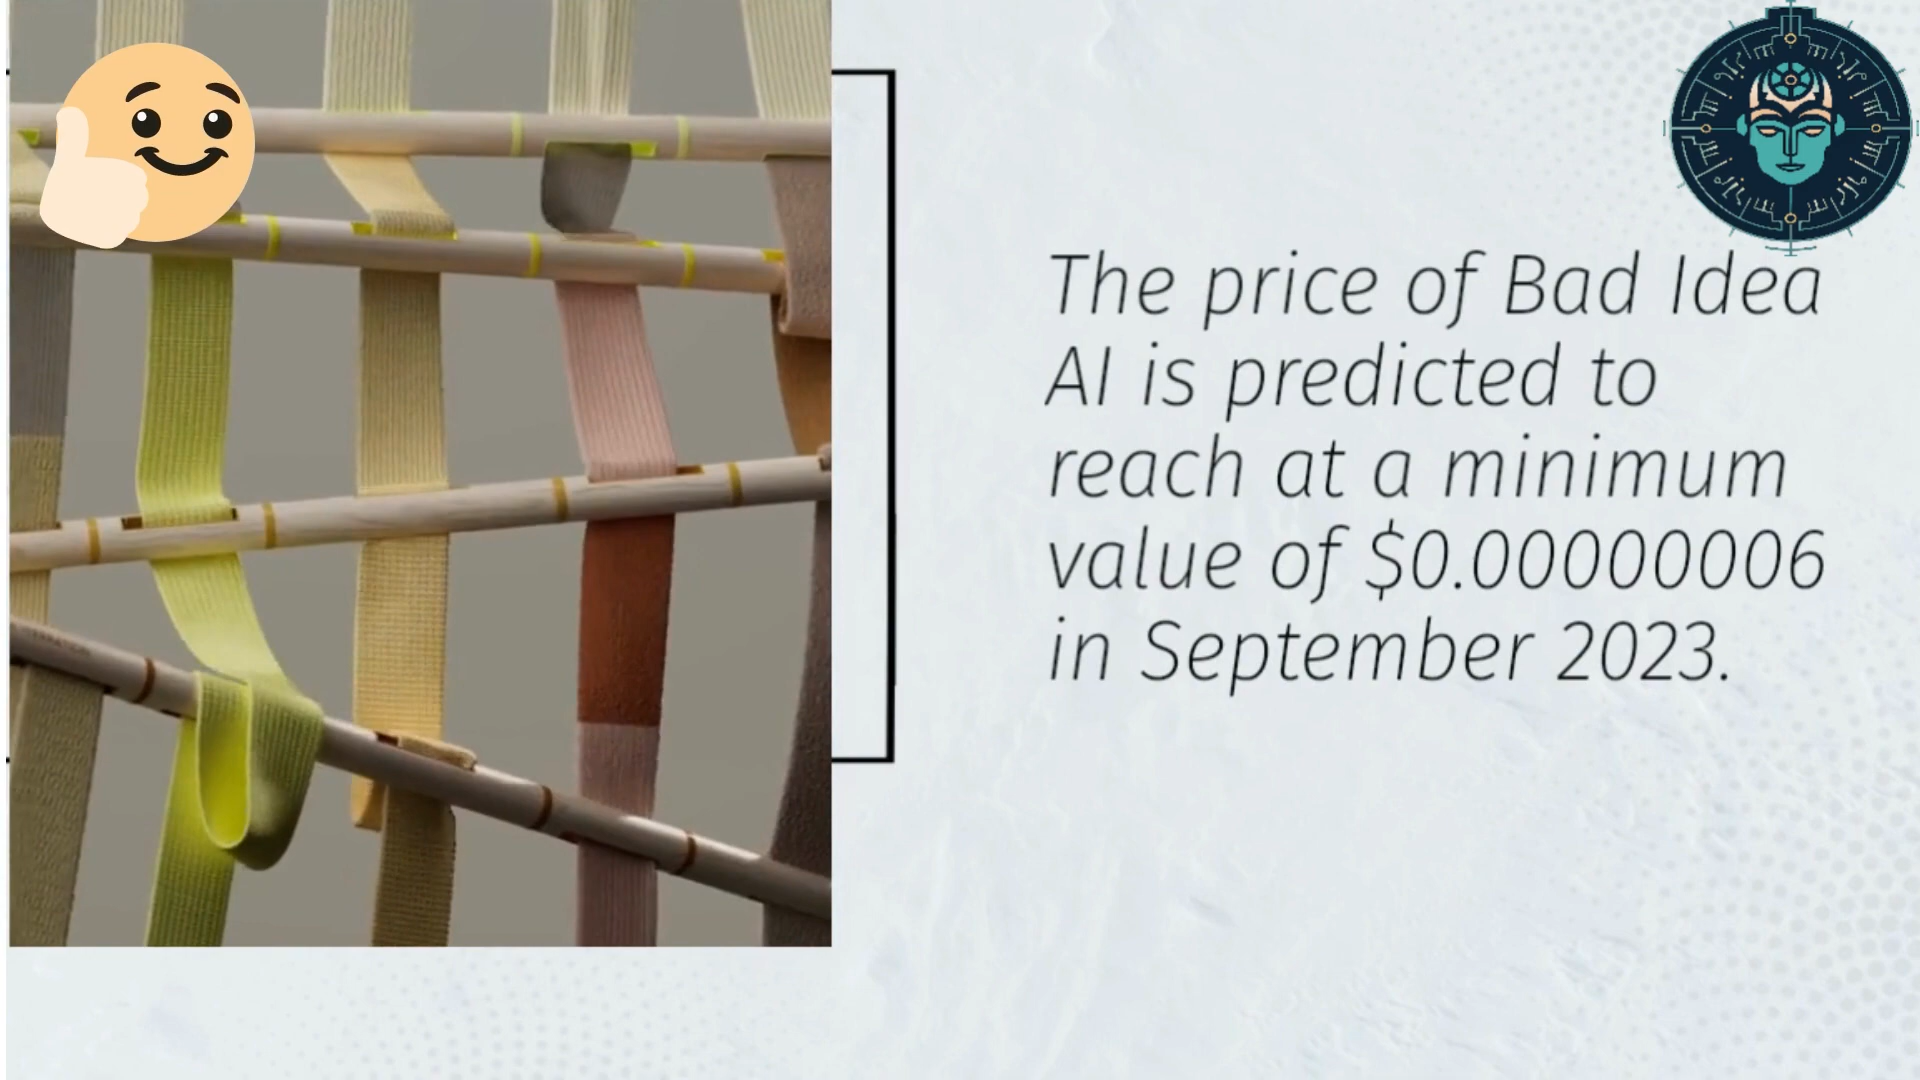 The price of Bad Idea
AI is predicted to
reach at a minimum
value of $0.00000006
in September 2023.